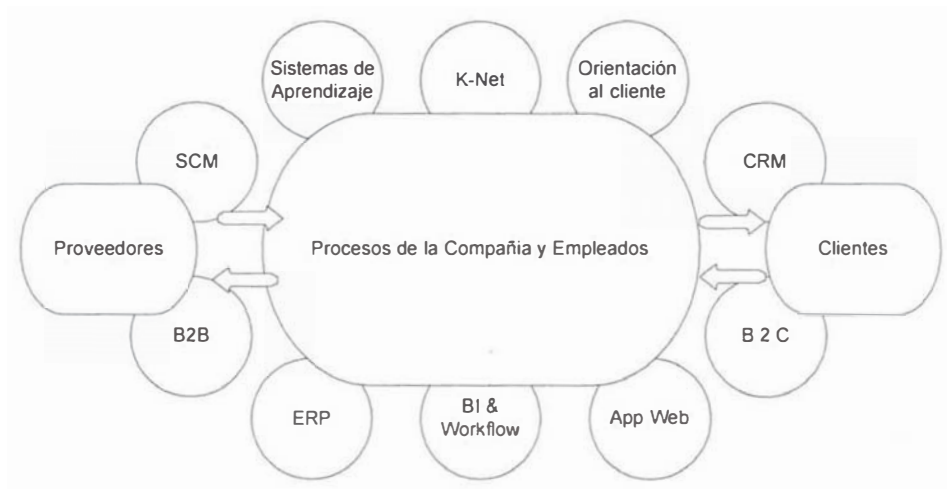 Sistemas de
Aprendizaje
K-Net
Orientación
al cliente
SCM
CRM
Proveedores
Procesos de la Compañia y Empleados
Clientes
B2B
B 2 C
ERP
BI &
Workflow
App Web